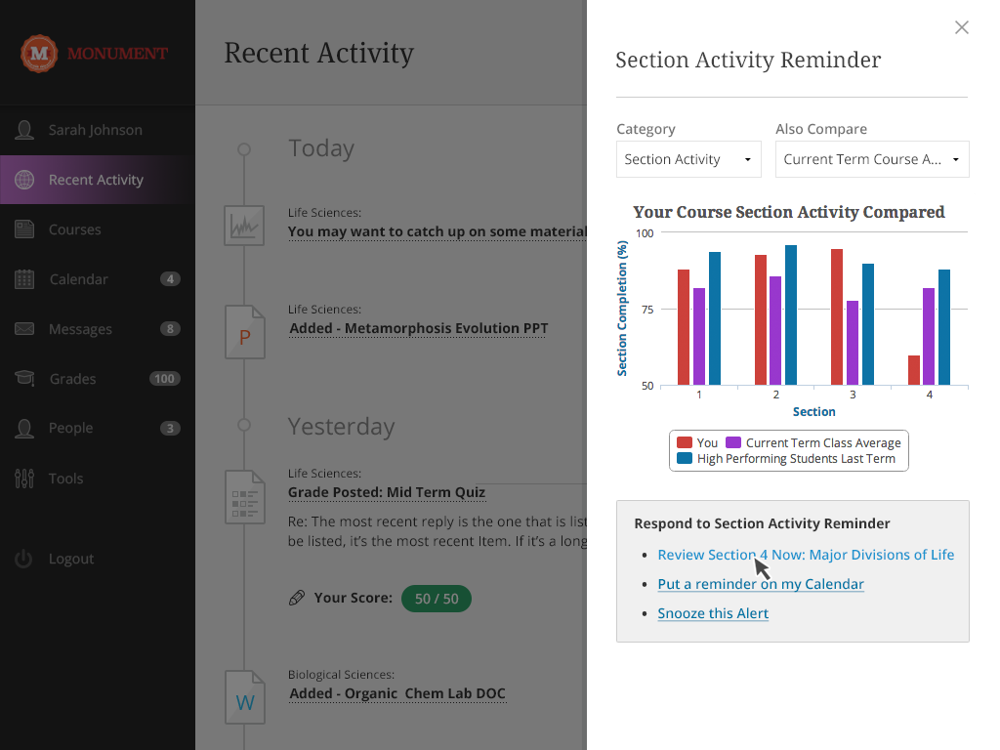 M MONUMENT
Sarah Johnson
Recent Activity
Courses
Calendar 4
Messages 8
Grades 100
People 3
Tools
Logout
Recent Activity
Today
Life Sciences:
You may want to catch up on some material
P
Life Sciences:
Added - Metamorphosis Evolution PPT
Yesterday
Life Sciences:
Grade Posted: Mid Term Quiz
Re: The most recent reply is the one that is list
be listed, it's the most recent Item. If it's a long
Your Score: 50 / 50
W
Biological Sciences:
Added - Organic Chem Lab DOC
Section Activity Reminder
Category
Also Compare
Section Activity
Current Term Course A...
Your Course Section Activity Compared
Section Completion (%)
100
75
50
1 2 3 4
Section
You Current Term Class Average
High Performing Students Last Term
Respond to Section Activity Reminder
• Review Section 4 Now: Major Divisions of Life
• Put a reminder on my Calendar
• Snooze this Alert